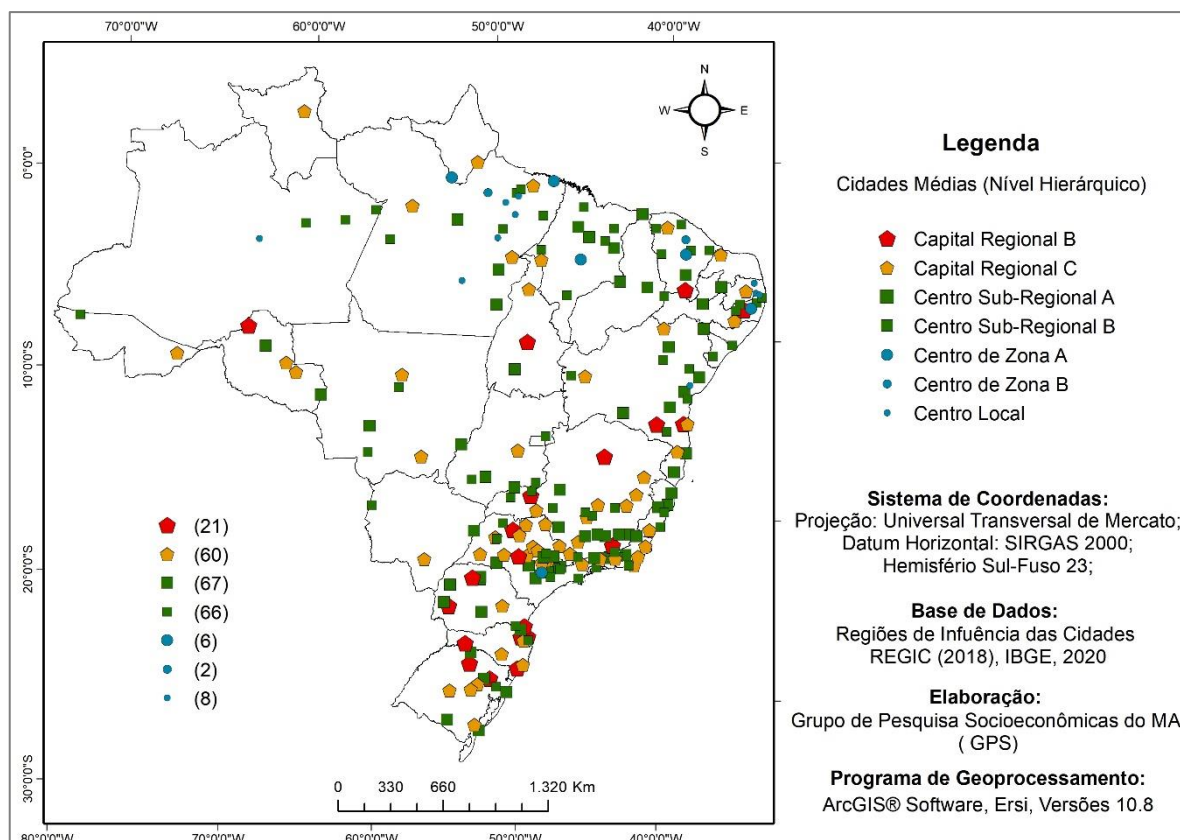 70°0'0"W 60°0'0"W 50°0'0"W 40°0'0"W
0°0'0"
10°0'0"S
20°0'0"S
30°0'0"S
80°0'0"W 70°0'0"W 60°0'0"W 50°0'0"W 40°0'0"W
N
W E
S
(21)
(60)
(67)
(66)
(6)
(2)
(8)
0 330 660 1.320 Km
Legenda
Cidades Médias (Nível Hierárquico)
Capital Regional B
Capital Regional C
Centro Sub-Regional A
Centro Sub-Regional B
Centro de Zona A
Centro de Zona B
Centro Local
Sistema de Coordenadas:
Projeção: Universal Transversal de Mercato;
Datum Horizontal: SIRGAS 2000;
Hemisfério Sul-Fuso 23;
Base de Dados:
Regiões de Infuência das Cidades
REGIC (2018), IBGE, 2020
Elaboração:
Grupo de Pesquisa Socioeconômicas do MA
( GPS)
Programa de Geoprocessamento:
ArcGIS® Software, Ersi, Versões 10.8